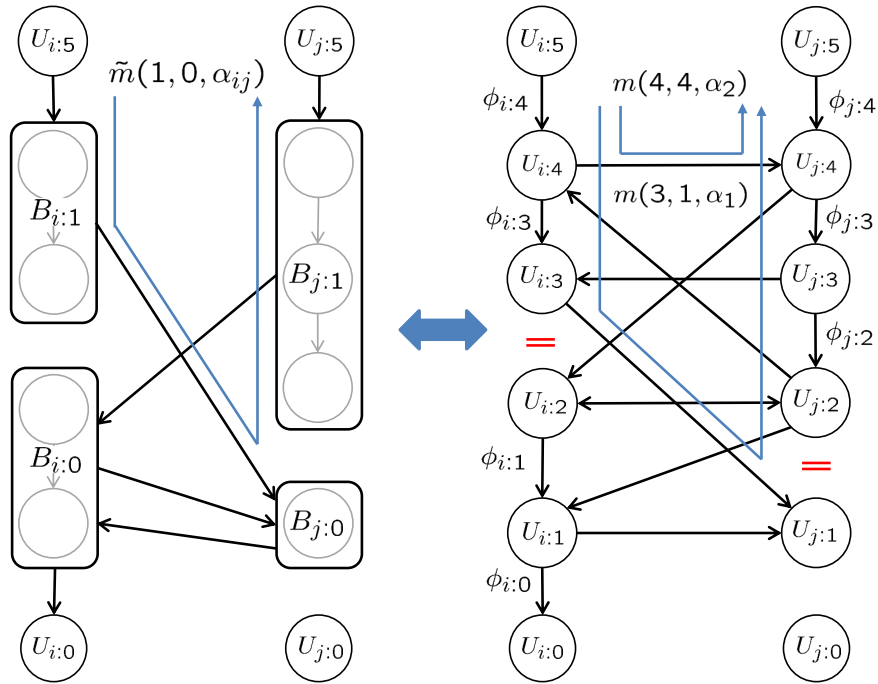 U_{i:5} U_{j:5} U_{i:5} U_{j:5}
m̃(1, 0, α_{ij}) m(4, 4, α_2)
ϕ_{i:4} ϕ_{j:4}
U_{i:4} U_{j:4}
m(3, 1, α_1)
B_{i:1} ϕ_{i:3} ϕ_{j:3}
B_{j:1} U_{i:3} U_{j:3}
= ϕ_{j:2}
U_{i:2} U_{j:2}
B_{i:0} ϕ_{i:1} =
B_{j:0} U_{i:1} U_{j:1}
ϕ_{i:0}
U_{i:0} U_{j:0} U_{i:0} U_{j:0}